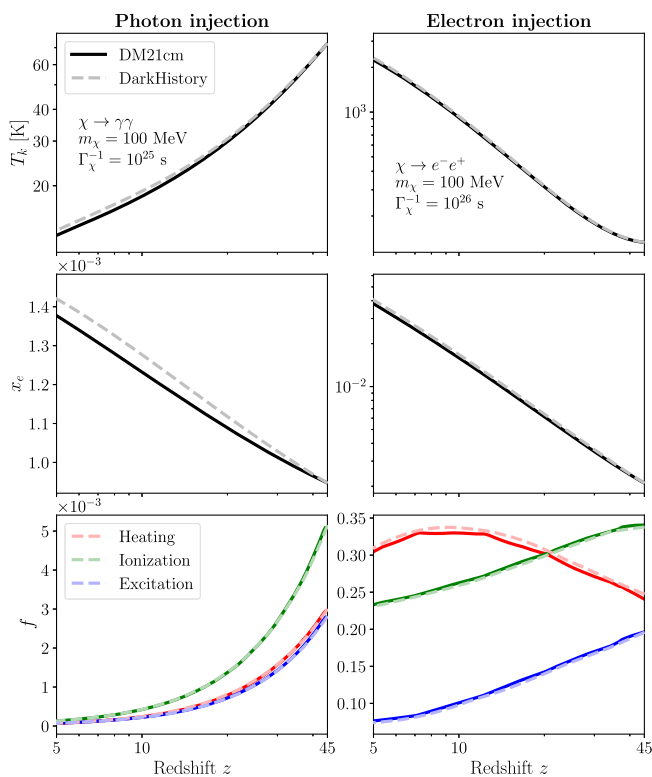 Photon injection
Electron injection
T_k [K]
60
40
30
20
DM21cm
DarkHistory
χ → γγ
m_χ = 100 MeV
Γ_χ^{-1} = 10^{25} s
10^3
χ → e^-e^+
m_χ = 100 MeV
Γ_χ^{-1} = 10^{26} s
×10^{-3}
x_e
1.4
1.3
1.2
1.1
1.0
10^{-2}
×10^{-3}
f
5
4
3
2
1
0
Heating
Ionization
Excitation
0.35
0.30
0.25
0.20
0.15
0.10
5 10 45
5 10 45
Redshift z
Redshift z